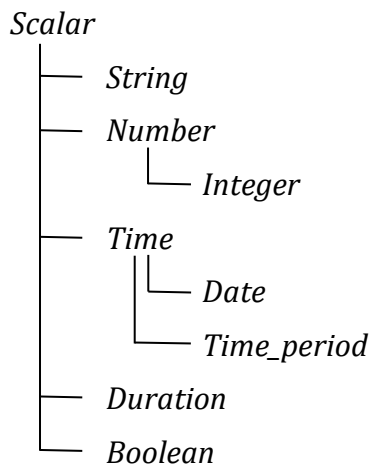 Scalar
String
Number
Integer
Time
Date
Time_period
Duration
Boolean